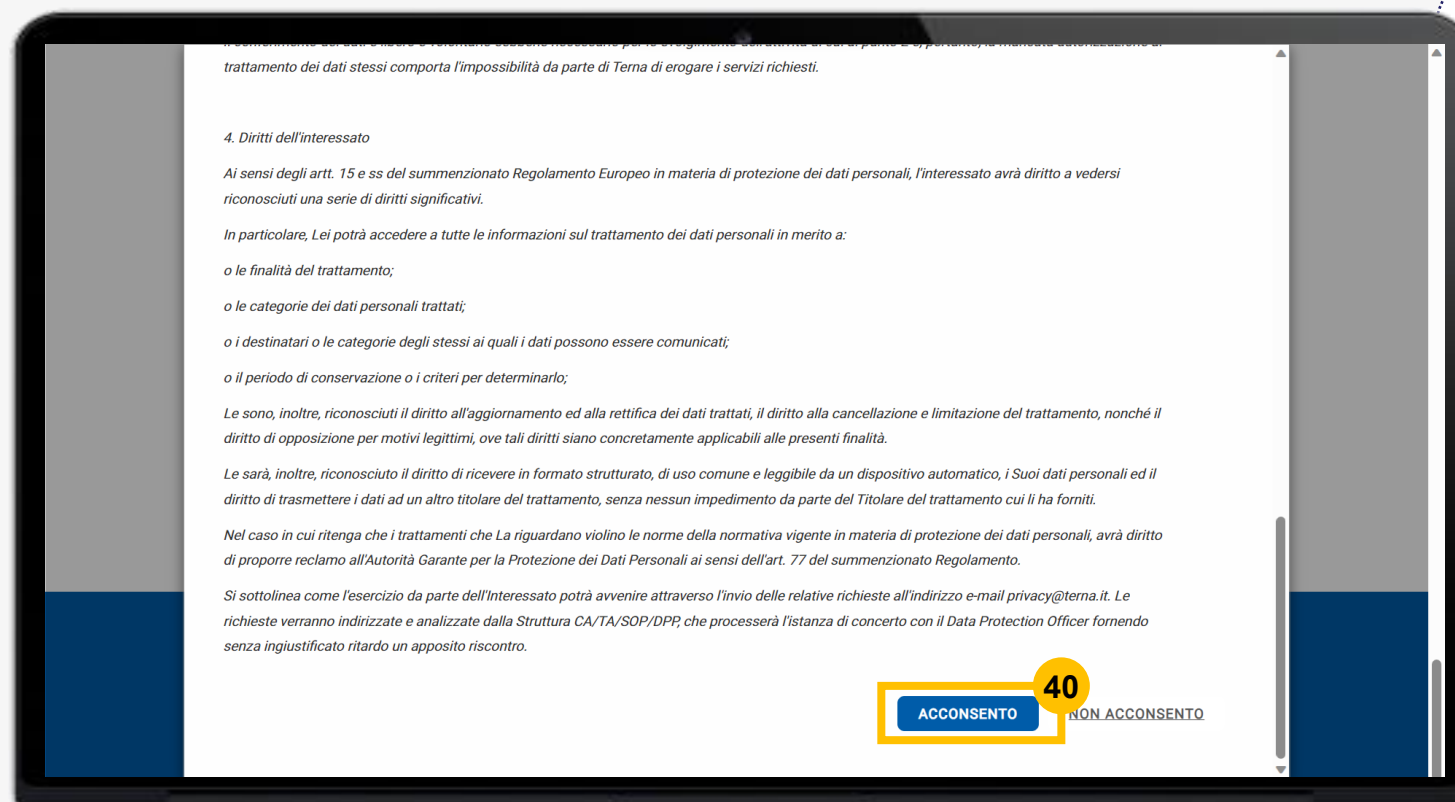 trattamento dei dati stessi comporta l'impossibilità da parte di Terna di erogare i servizi richiesti.
4. Diritti dell'interessato
Ai sensi degli artt. 15 e ss del summenzionato Regolamento Europeo in materia di protezione dei dati personali, l'interessato avrà diritto a vedersi
riconosciuti una serie di diritti significativi.
In particolare, Lei potrà accedere a tutte le informazioni sul trattamento dei dati personali in merito a:
o le finalità del trattamento;
o le categorie dei dati personali trattati;
o i destinatari o le categorie degli stessi ai quali i dati possono essere comunicati;
o il periodo di conservazione o i criteri per determinarlo;
Le sono, inoltre, riconosciuti il diritto all'aggiornamento ed alla rettifica dei dati trattati, il diritto alla cancellazione e limitazione del trattamento, nonché il
diritto di opposizione per motivi legittimi, ove tali diritti siano concretamente applicabili alle presenti finalità.
Le sarà, inoltre, riconosciuto il diritto di ricevere in formato strutturato, di uso comune e leggibile da un dispositivo automatico, i Suoi dati personali ed il
diritto di trasmettere i dati ad un altro titolare del trattamento, senza nessun impedimento da parte del Titolare del trattamento cui li ha forniti.
Nel caso in cui ritenga che i trattamenti che La riguardano violino le norme della normativa vigente in materia di protezione dei dati personali, avrà diritto
di proporre reclamo all'Autorità Garante per la Protezione dei Dati Personali ai sensi dell'art. 77 del summenzionato Regolamento.
Si sottolinea come l'esercizio da parte dell'Interessato potrà avvenire attraverso l'invio delle relative richieste all'indirizzo e-mail privacy@terna.it. Le
richieste verranno indirizzate e analizzate dalla Struttura CA/TA/SOP/DPP, che processerà l'istanza di concerto con il Data Protection Officer fornendo
senza ingiustificato ritardo un apposito riscontro.
40
ACCONSENTO NON ACCONSENTO